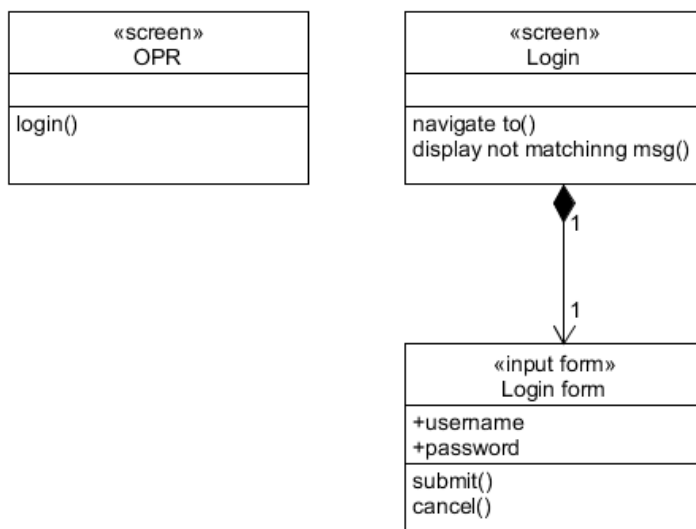 «screen»
OPR
login()
«screen»
Login
navigate to()
display not matchinng msg()
1
1
«input form»
Login form
+username
+password
submit()
cancel()